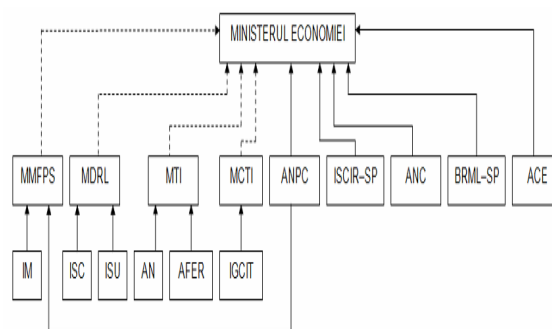 MINISTERUL ECONOMIEI
MMFPS
MDRL
MTI
MCTI
ANPC
ISCIR–SP
ANC
BRML–SP
ACE
IM
ISC
ISU
AN
AFER
IGCIT